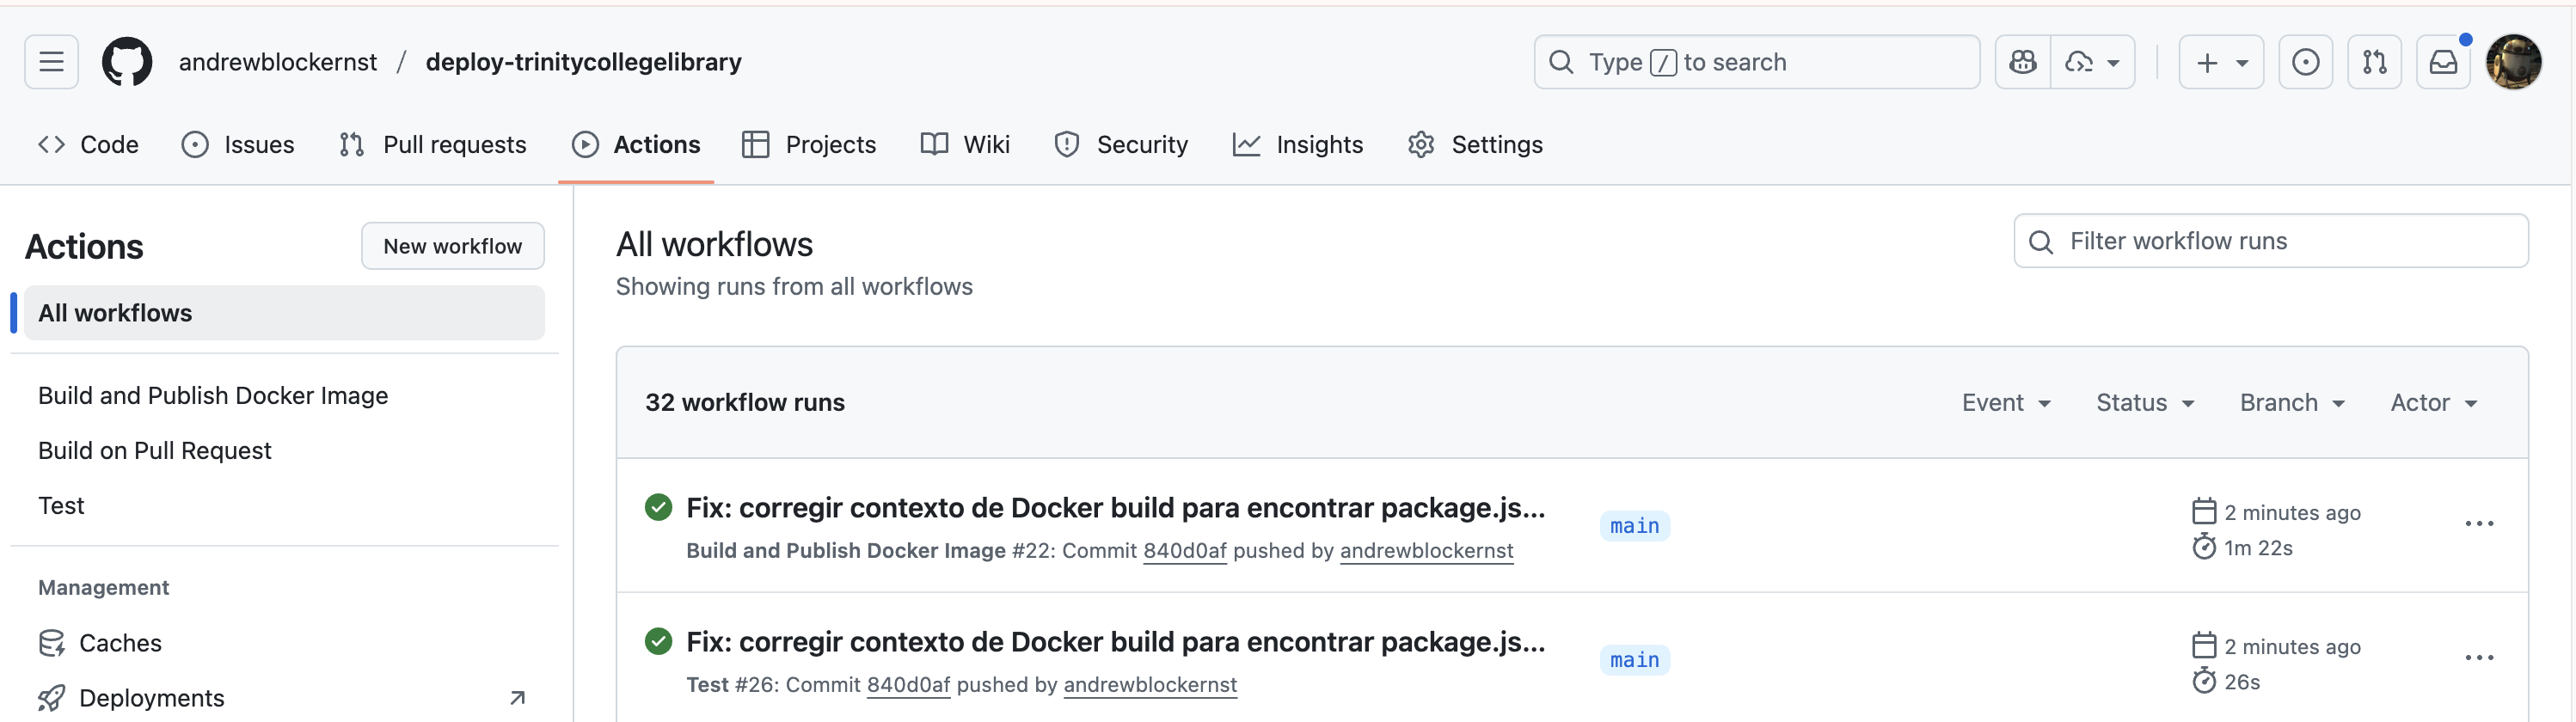 andrewblockernst / deploy-trinitycollegelibrary
Type / to search
Code
Issues
Pull requests
Actions
Projects
Wiki
Security
Insights
Settings
Actions
New workflow
All workflows
Build and Publish Docker Image
Build on Pull Request
Test
Management
Caches
Deployments
All workflows
Showing runs from all workflows
Filter workflow runs
32 workflow runs
Event
Status
Branch
Actor
Fix: corregir contexto de Docker build para encontrar package.js...
Build and Publish Docker Image #22: Commit 840d0af pushed by andrewblockernst
main
2 minutes ago
1m 22s
Fix: corregir contexto de Docker build para encontrar package.js...
Test #26: Commit 840d0af pushed by andrewblockernst
main
2 minutes ago
26s